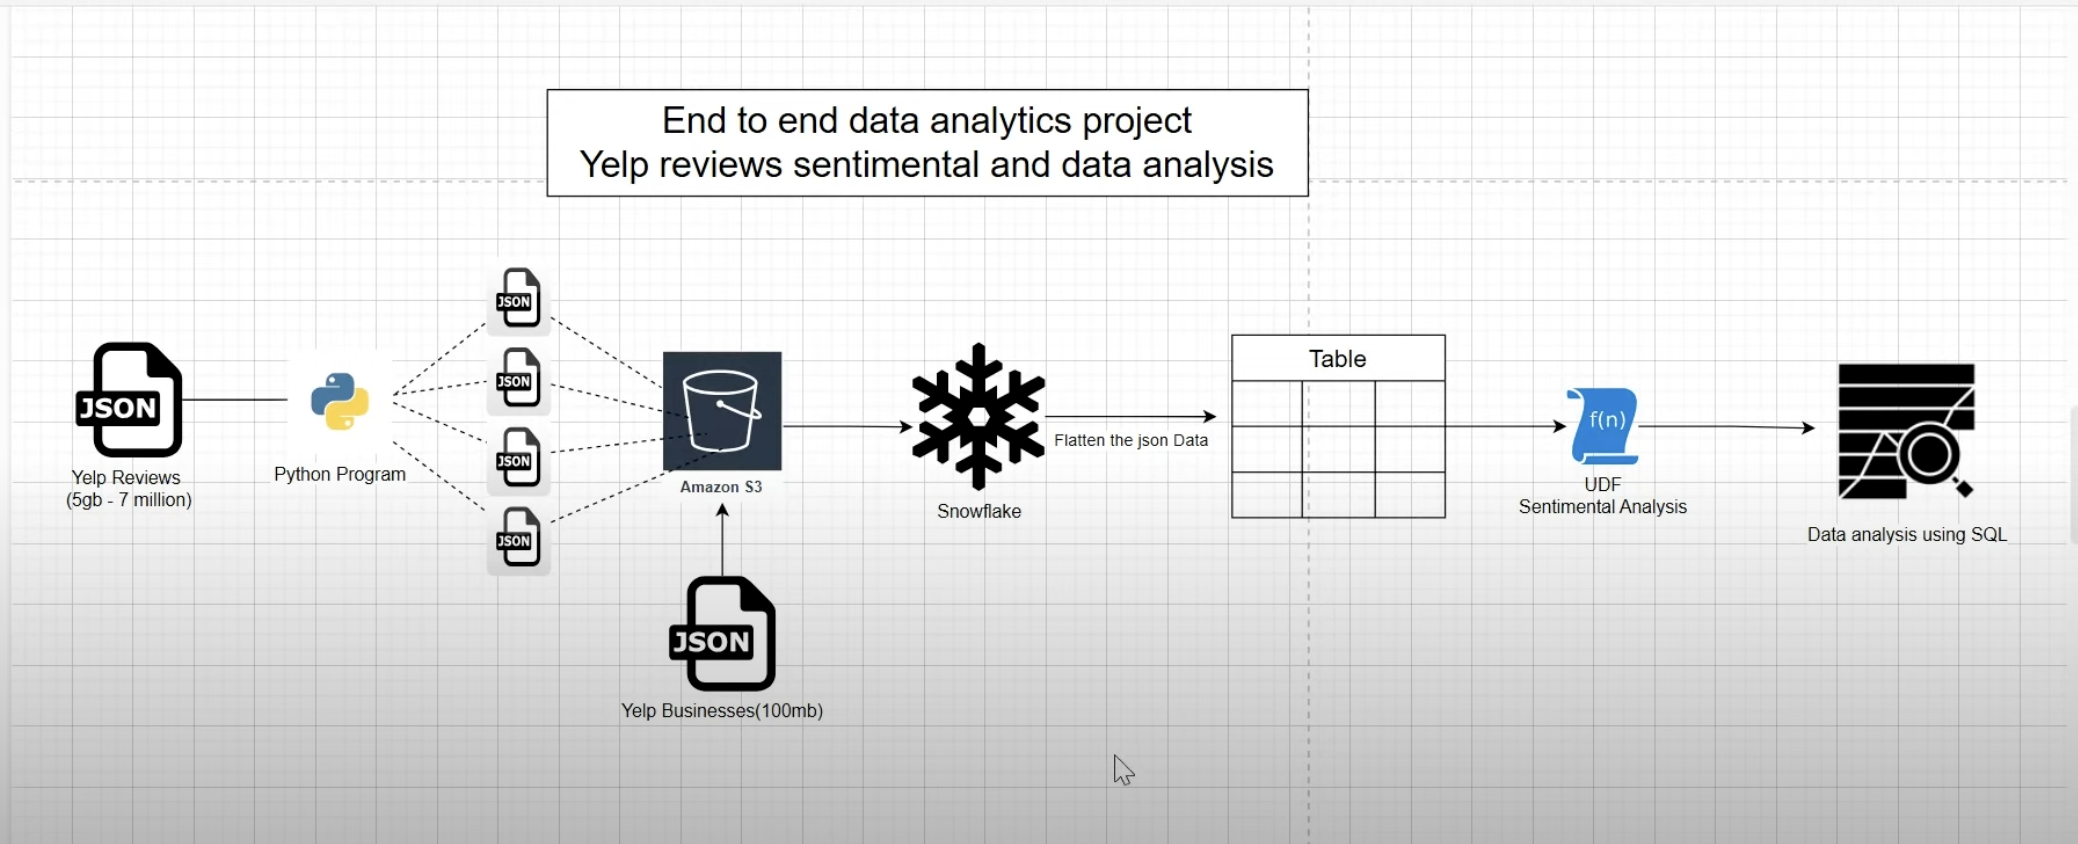 End to end data analytics project
Yelp reviews sentimental and data analysis
JSON
Yelp Reviews
(5gb - 7 million)
Python Program
JSON
JSON
JSON
JSON
Amazon S3
JSON
Yelp Businesses(100mb)
Snowflake
Flatten the json Data
Table
f(n)
UDF
Sentimental Analysis
Data analysis using SQL